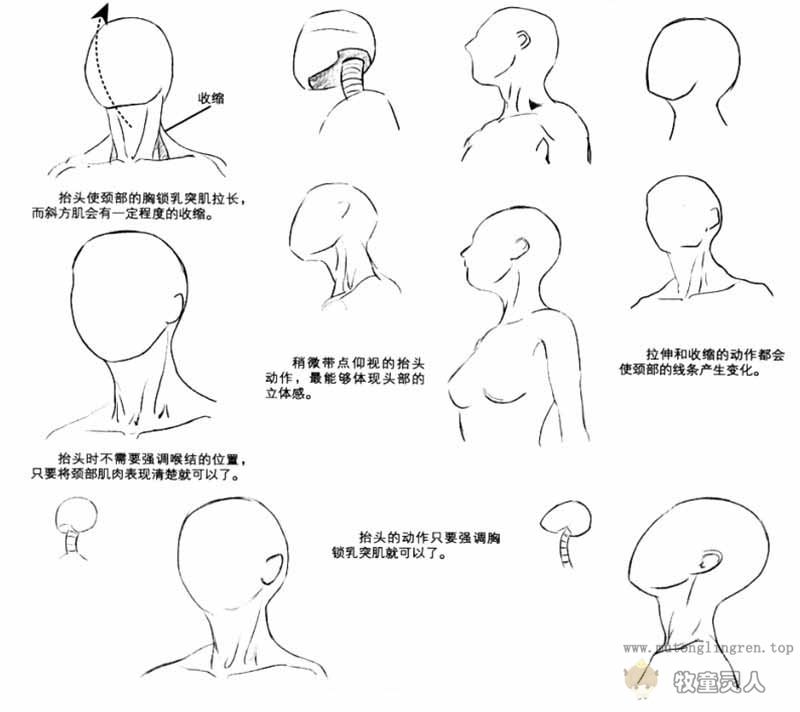 收缩
抬头使颈部的胸锁乳突肌拉长，
而斜方肌会有一定程度的收缩。
稍微带点仰视的抬头
动作，最能够体现头部的
立体感。
拉伸和收缩的动作都会
使颈部的线条产生变化。
抬头时不需要强调喉结的位置，
只要将颈部肌肉表现清楚就可以了。
抬头的动作只要强调胸
锁乳突肌就可以了。
www.mutonglingren.top
牧童灵人